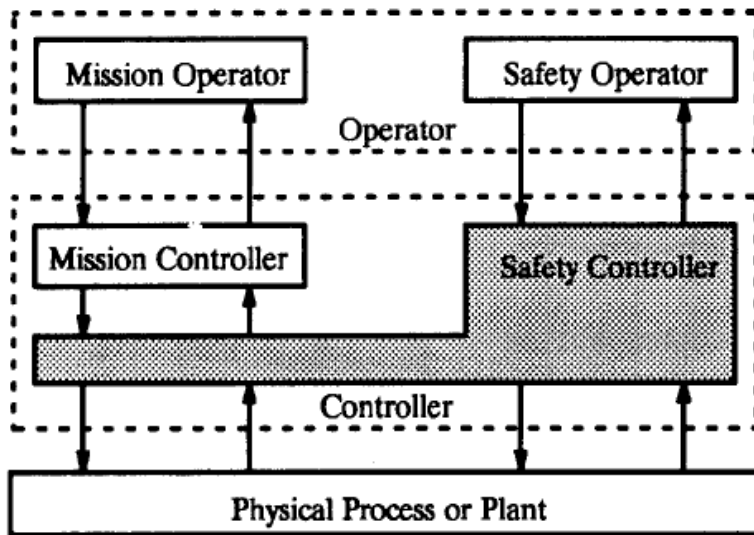 Mission Operator
Safety Operator
Operator
Mission Controller
Safety Controller
Controller
Physical Process or Plant